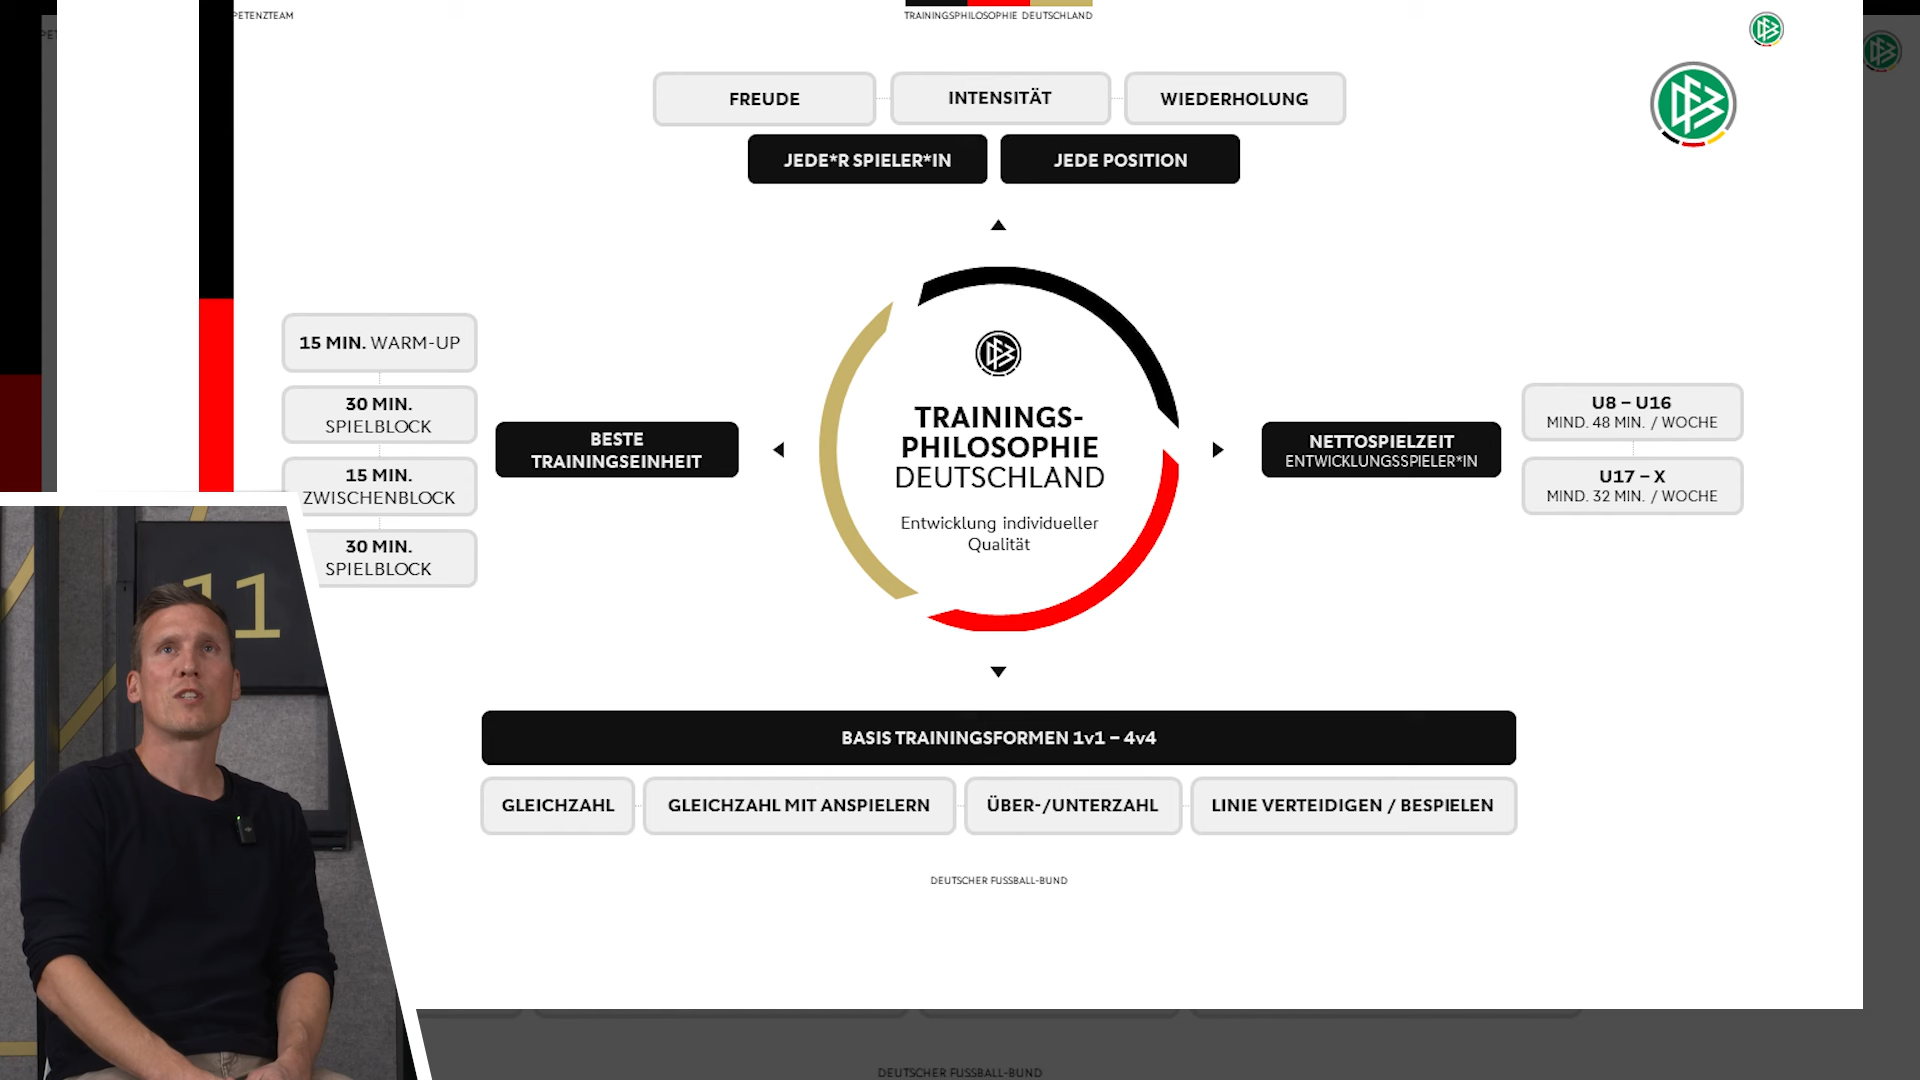 PETENZTEAM
TRAININGSPHILOSOPHIE DEUTSCHLAND
FREUDE
INTENSITÄT
WIEDERHOLUNG
JEDE*R SPIELER*IN
JEDE POSITION
15 MIN. WARM-UP
30 MIN.
SPIELBLOCK
15 MIN.
ZWISCHENBLOCK
30 MIN.
SPIELBLOCK
BESTE
TRAININGSEINHEIT
TRAININGS-
PHILOSOPHIE
DEUTSCHLAND
Entwicklung individueller
Qualität
NETTOSPIELZEIT
ENTWICKLUNGSSPIELER*IN
U8 – U16
MIND. 48 MIN. / WOCHE
U17 – X
MIND. 32 MIN. / WOCHE
11
BASIS TRAININGSFORMEN 1v1 – 4v4
GLEICHZAHL
GLEICHZAHL MIT ANSPIELERN
ÜBER-/UNTERZAHL
LINIE VERTEIDIGEN / BESPIELEN
DEUTSCHER FUSSBALL-BUND
DEUTSCHER FUSSBALL-BUND